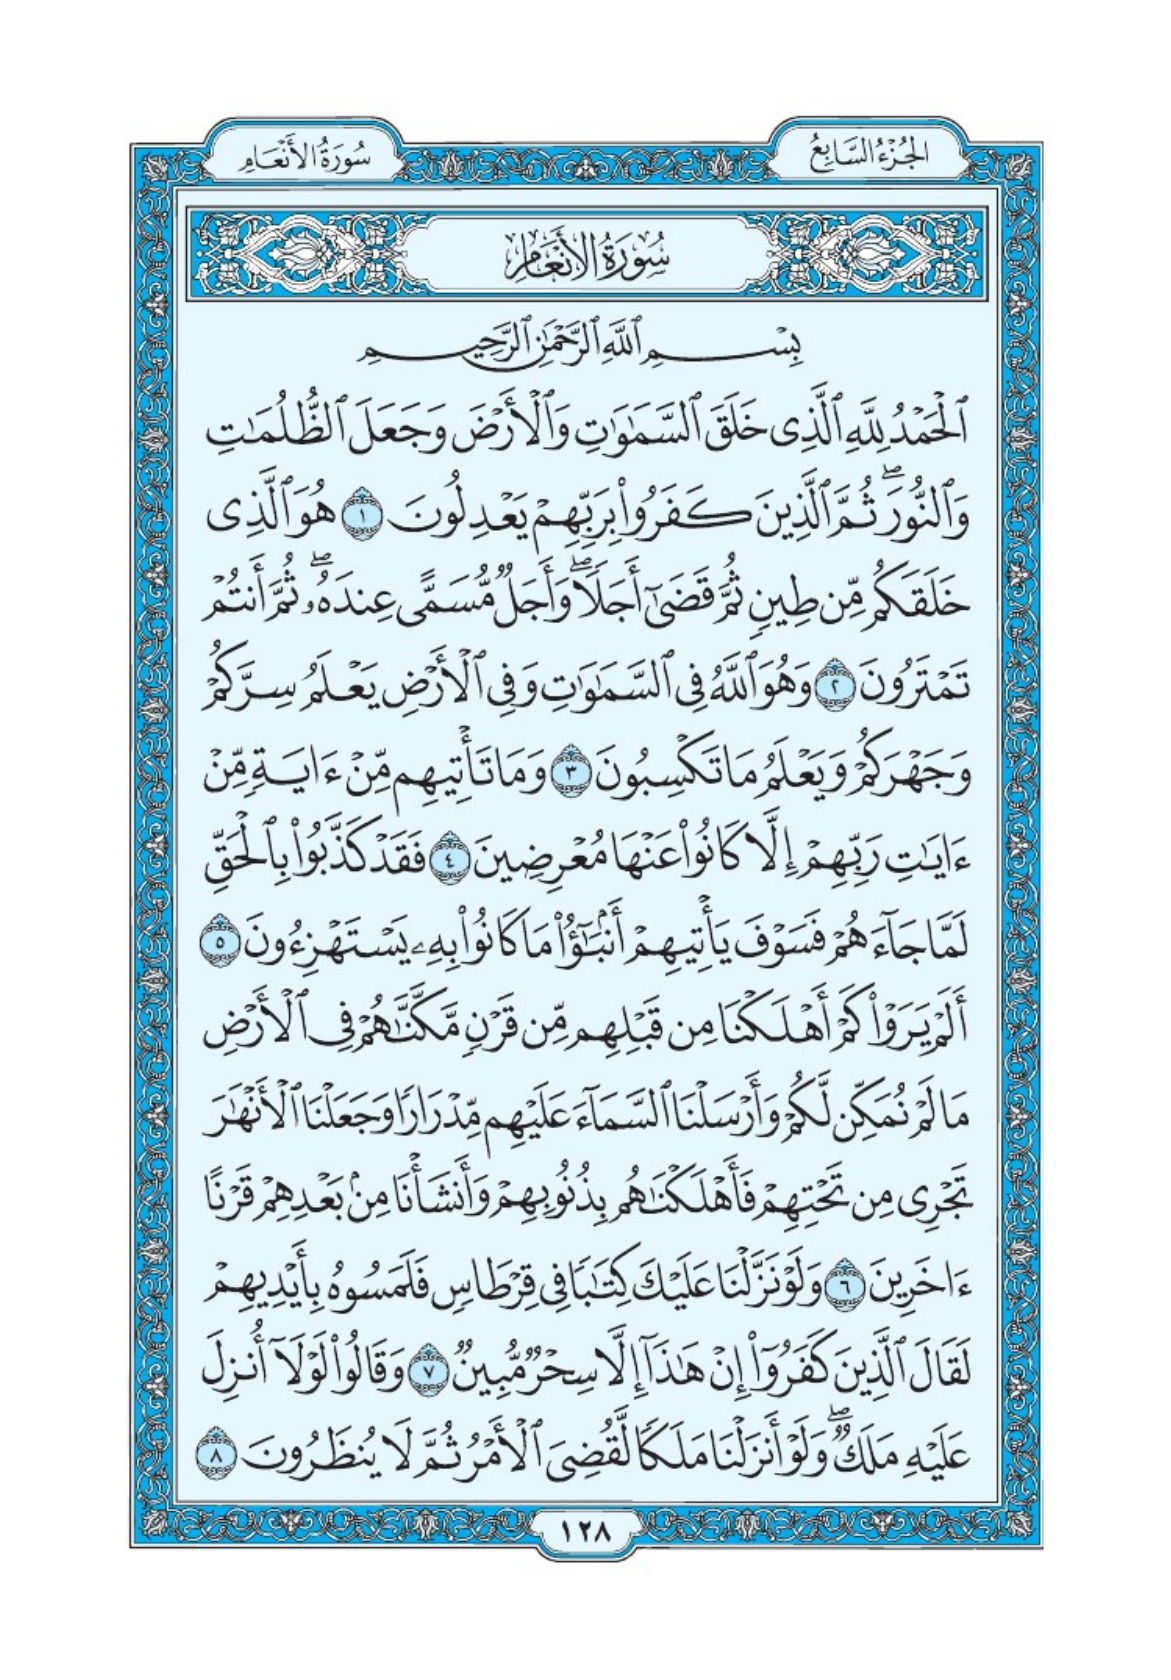 الجُزْءُ السَّابِعُ
سُورَةُ الأَنْعَامِ
سُورَةُ الأَنْعَامِ
بِسْمِ ٱللَّهِ ٱلرَّحْمَٰنِ ٱلرَّحِيمِ
ٱلْحَمْدُ لِلَّهِ ٱلَّذِى خَلَقَ ٱلسَّمَٰوَٰتِ وَٱلْأَرْضَ وَجَعَلَ ٱلظُّلُمَٰتِ
وَٱلنُّورَ ۖ ثُمَّ ٱلَّذِينَ كَفَرُوا۟ بِرَبِّهِمْ يَعْدِلُونَ ١ هُوَ ٱلَّذِى
خَلَقَكُم مِّن طِينٍ ثُمَّ قَضَىٰٓ أَجَلًا ۖ وَأَجَلٌ مُّسَمًّى عِندَهُۥ ۖ ثُمَّ أَنتُمْ
تَمْتَرُونَ ٢ وَهُوَ ٱللَّهُ فِى ٱلسَّمَٰوَٰتِ وَفِى ٱلْأَرْضِ يَعْلَمُ سِرَّكُمْ
وَجَهْرَكُمْ وَيَعْلَمُ مَا تَكْسِبُونَ ٣ وَمَا تَأْتِيهِم مِّنْ ءَايَةٍ مِّنْ
ءَايَٰتِ رَبِّهِمْ إِلَّا كَانُوا۟ عَنْهَا مُعْرِضِينَ ٤ فَقَدْ كَذَّبُوا۟ بِٱلْحَقِّ
لَمَّا جَآءَهُمْ فَسَوْفَ يَأْتِيهِمْ أَنۢبَٰٓؤُا۟ مَا كَانُوا۟ بِهِۦ يَسْتَهْزِءُونَ ٥
أَلَمْ يَرَوْا۟ كَمْ أَهْلَكْنَا مِن قَبْلِهِم مِّن قَرْنٍ مَّكَّنَّٰهُمْ فِى ٱلْأَرْضِ
مَا لَمْ نُمَكِّن لَّكُمْ وَأَرْسَلْنَا ٱلسَّمَآءَ عَلَيْهِم مِّدْرَارًا وَجَعَلْنَا ٱلْأَنْهَٰرَ
تَجْرِى مِن تَحْتِهِمْ فَأَهْلَكْنَٰهُم بِذُنُوبِهِمْ وَأَنشَأْنَا مِنۢ بَعْدِهِمْ قَرْنًا
ءَاخَرِينَ ٦ وَلَوْ نَزَّلْنَا عَلَيْكَ كِتَٰبًا فِى قِرْطَاسٍ فَلَمَسُوهُ بِأَيْدِيهِمْ
لَقَالَ ٱلَّذِينَ كَفَرُوٓا۟ إِنْ هَٰذَآ إِلَّا سِحْرٌ مُّبِينٌ ٧ وَقَالُوا۟ لَوْلَآ أُنزِلَ
عَلَيْهِ مَلَكٌ ۖ وَلَوْ أَنزَلْنَا مَلَكًا لَّقُضِىَ ٱلْأَمْرُ ثُمَّ لَا يُنظَرُونَ ٨
١٢٨